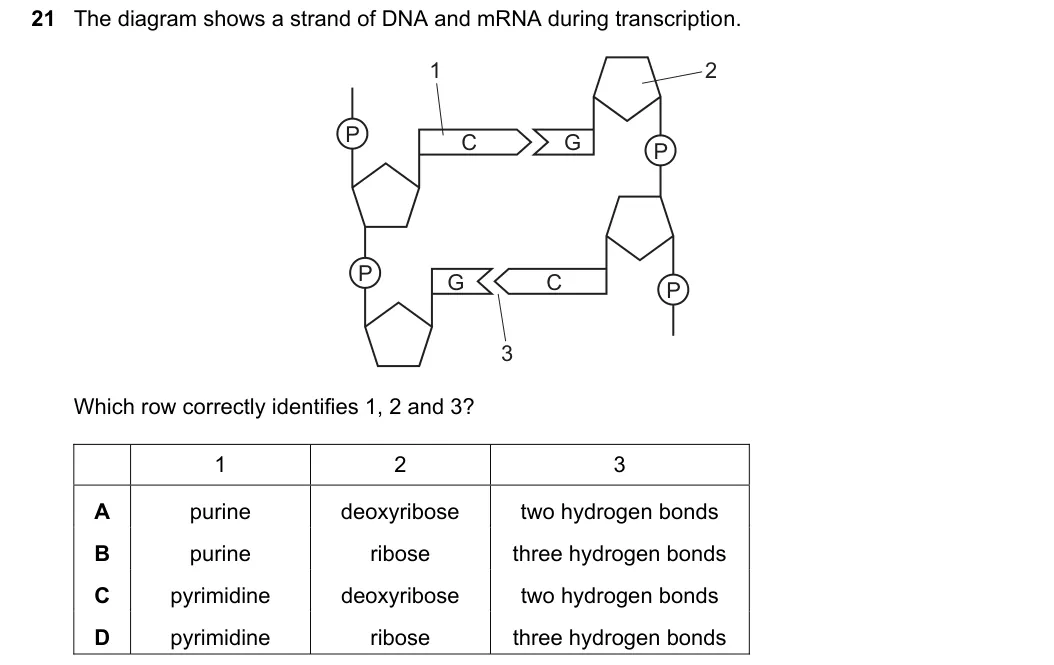 21 The diagram shows a strand of DNA and mRNA during transcription.
1
2
P
C
G
P
P
G
C
P
3
Which row correctly identifies 1, 2 and 3?
1 2 3
A purine deoxyribose two hydrogen bonds
B purine ribose three hydrogen bonds
C pyrimidine deoxyribose two hydrogen bonds
D pyrimidine ribose three hydrogen bonds